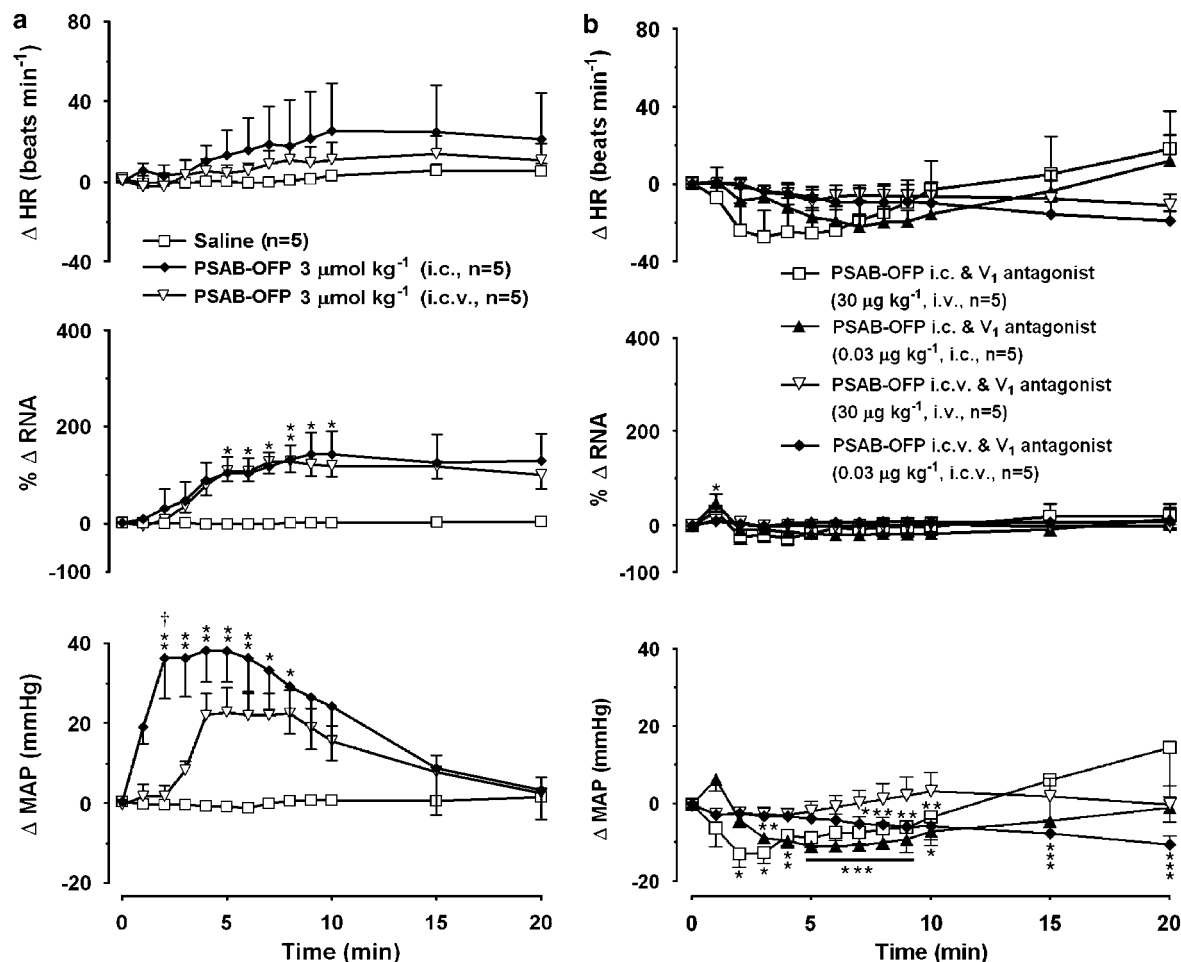 a
Δ HR (beats min⁻¹)
80
40
0
-40
Saline (n=5)
PSAB-OFP 3 μmol kg⁻¹ (i.c., n=5)
PSAB-OFP 3 μmol kg⁻¹ (i.c.v., n=5)
% Δ RNA
400
200
0
-100
* * * * * * *
Δ MAP (mmHg)
40
20
0
-20
†
** ** ** ** ** * *
0 5 10 15 20
Time (min)
b
Δ HR (beats min⁻¹)
80
40
0
-40
PSAB-OFP i.c. & V₁ antagonist
(30 μg kg⁻¹, i.v., n=5)
PSAB-OFP i.c. & V₁ antagonist
(0.03 μg kg⁻¹, i.c., n=5)
PSAB-OFP i.c.v. & V₁ antagonist
(30 μg kg⁻¹, i.v., n=5)
PSAB-OFP i.c.v. & V₁ antagonist
(0.03 μg kg⁻¹, i.c.v., n=5)
% Δ RNA
400
200
0
-100
*
Δ MAP (mmHg)
40
20
0
-20
** *** ** **
* * ** *** * *** ***
0 5 10 15 20
Time (min)